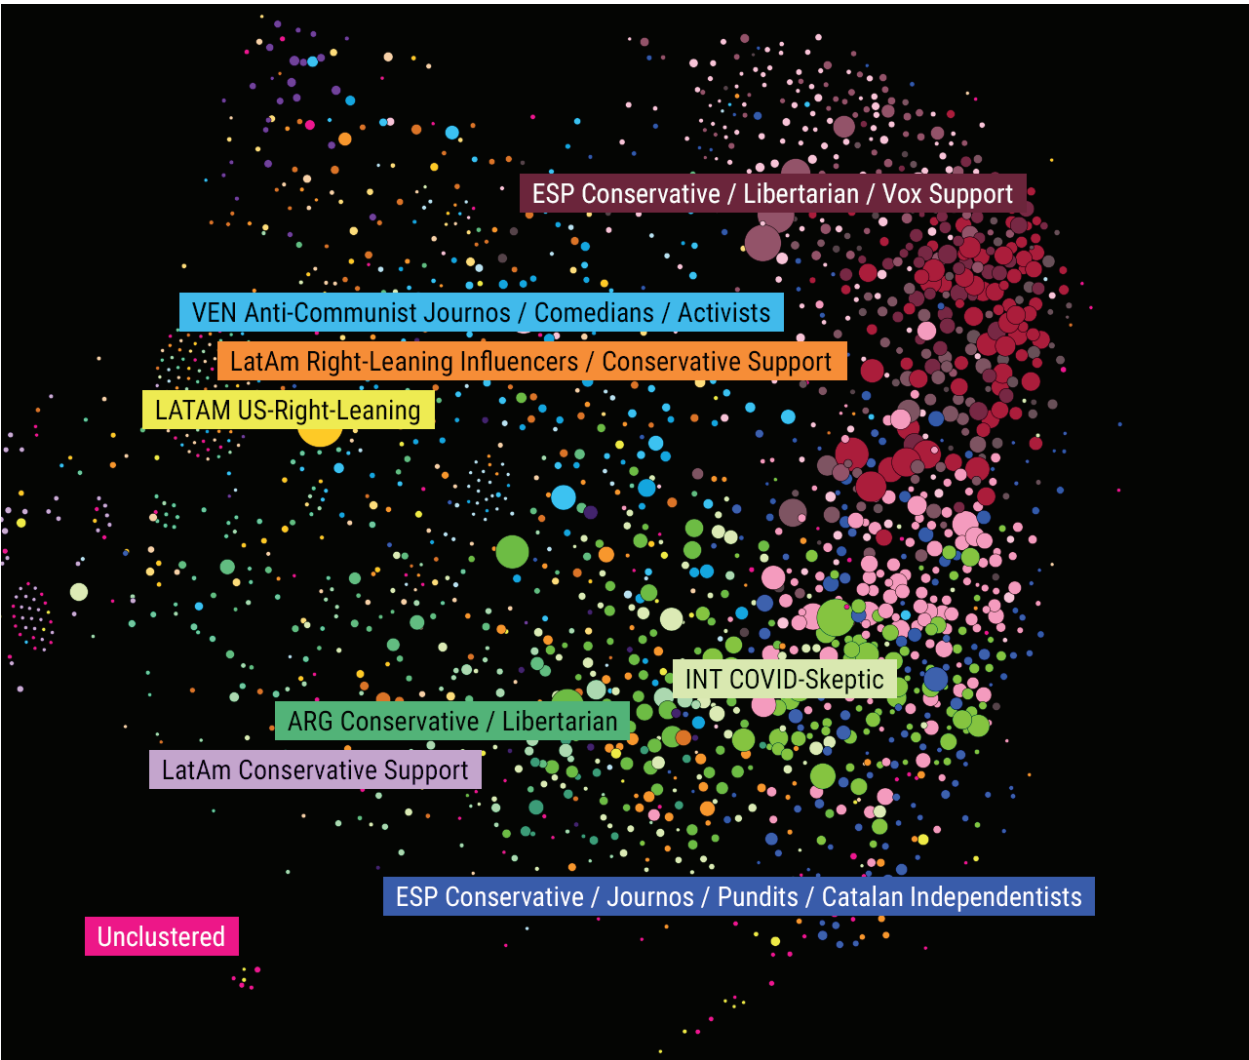 ESP Conservative / Libertarian / Vox Support
VEN Anti-Communist Journos / Comedians / Activists
LatAm Right-Leaning Influencers / Conservative Support
LATAM US-Right-Leaning
INT COVID-Skeptic
ARG Conservative / Libertarian
LatAm Conservative Support
ESP Conservative / Journos / Pundits / Catalan Independentists
Unclustered